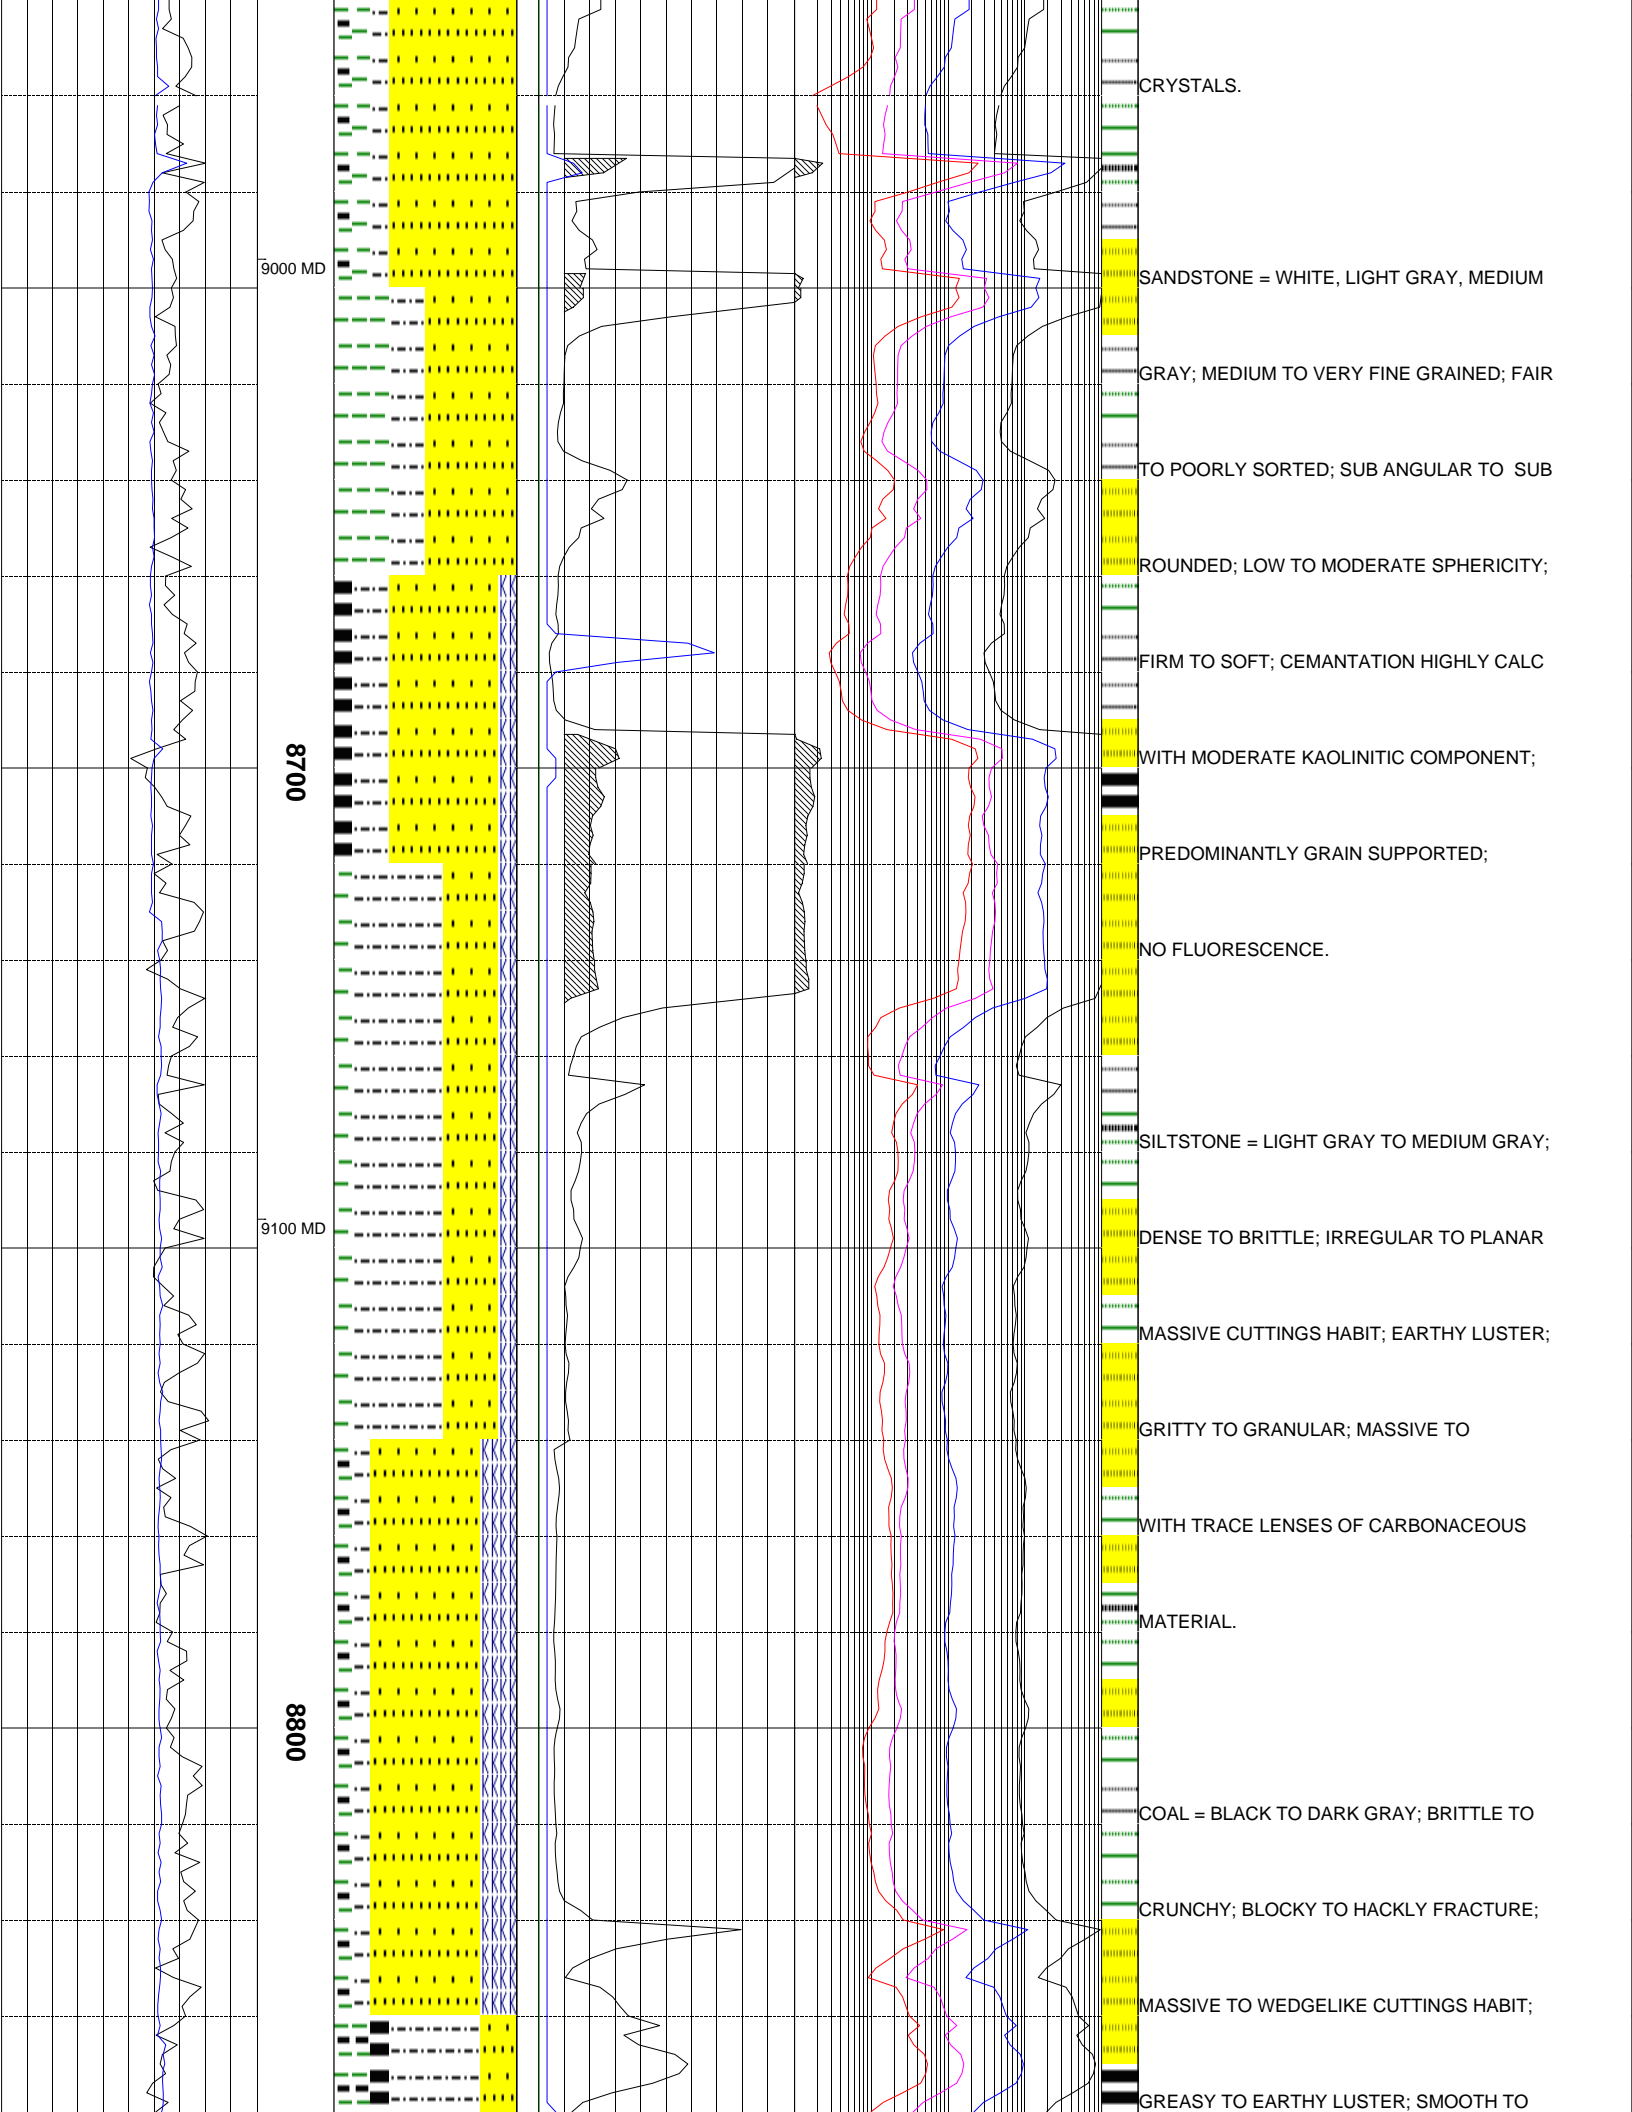 CRYSTALS.
9000 MD
SANDSTONE = WHITE, LIGHT GRAY, MEDIUM
GRAY; MEDIUM TO VERY FINE GRAINED; FAIR
TO POORLY SORTED; SUB ANGULAR TO  SUB
ROUNDED; LOW TO MODERATE SPHERICITY;
FIRM TO SOFT; CEMANTATION HIGHLY CALC
8700
WITH MODERATE KAOLINITIC COMPONENT;
PREDOMINANTLY GRAIN SUPPORTED;
NO FLUORESCENCE.
SILTSTONE = LIGHT GRAY TO MEDIUM GRAY;
9100 MD
DENSE TO BRITTLE; IRREGULAR TO PLANAR
MASSIVE CUTTINGS HABIT; EARTHY LUSTER;
GRITTY TO GRANULAR; MASSIVE TO
WITH TRACE LENSES OF CARBONACEOUS
MATERIAL.
8800
COAL = BLACK TO DARK GRAY; BRITTLE TO
CRUNCHY; BLOCKY TO HACKLY FRACTURE;
MASSIVE TO WEDGELIKE CUTTINGS HABIT;
GREASY TO EARTHY LUSTER; SMOOTH TO